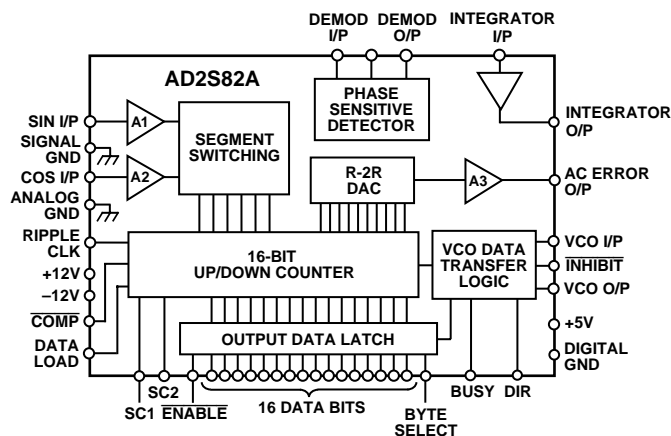 DEMOD
I/P
DEMOD
O/P
INTEGRATOR
I/P
AD2S82A
PHASE
SENSITIVE
DETECTOR
INTEGRATOR
O/P
SIN I/P
A1
SEGMENT
SWITCHING
SIGNAL
GND
COS I/P
A2
R-2R
DAC
A3
AC ERROR
O/P
ANALOG
GND
RIPPLE
CLK
16-BIT
UP/DOWN COUNTER
VCO DATA
TRANSFER
LOGIC
VCO I/P
INHIBIT
VCO O/P
+12V
–12V
COMP
DATA
LOAD
OUTPUT DATA LATCH
+5V
DIGITAL
GND
SC1
SC2
ENABLE
16 DATA BITS
BYTE
SELECT
BUSY
DIR